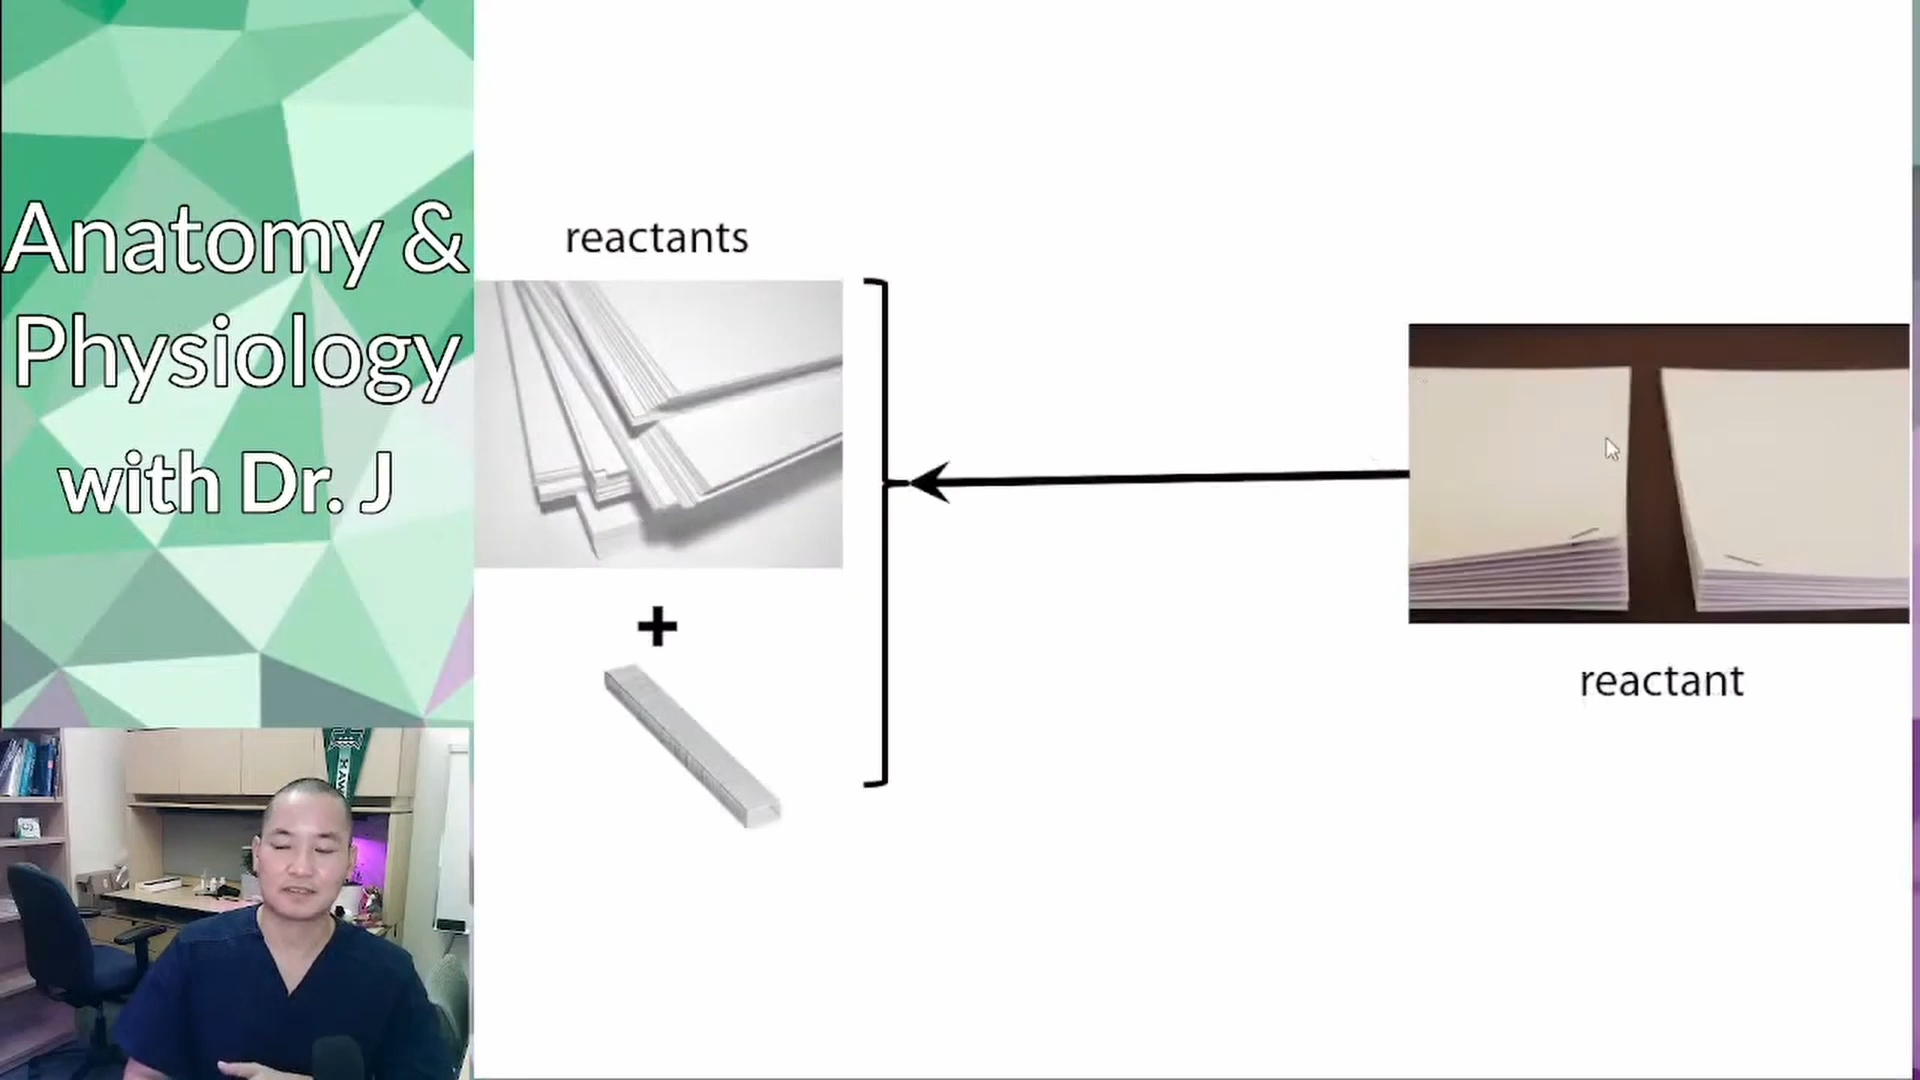 Anatomy &
Physiology
with Dr. J
reactants
+
reactant